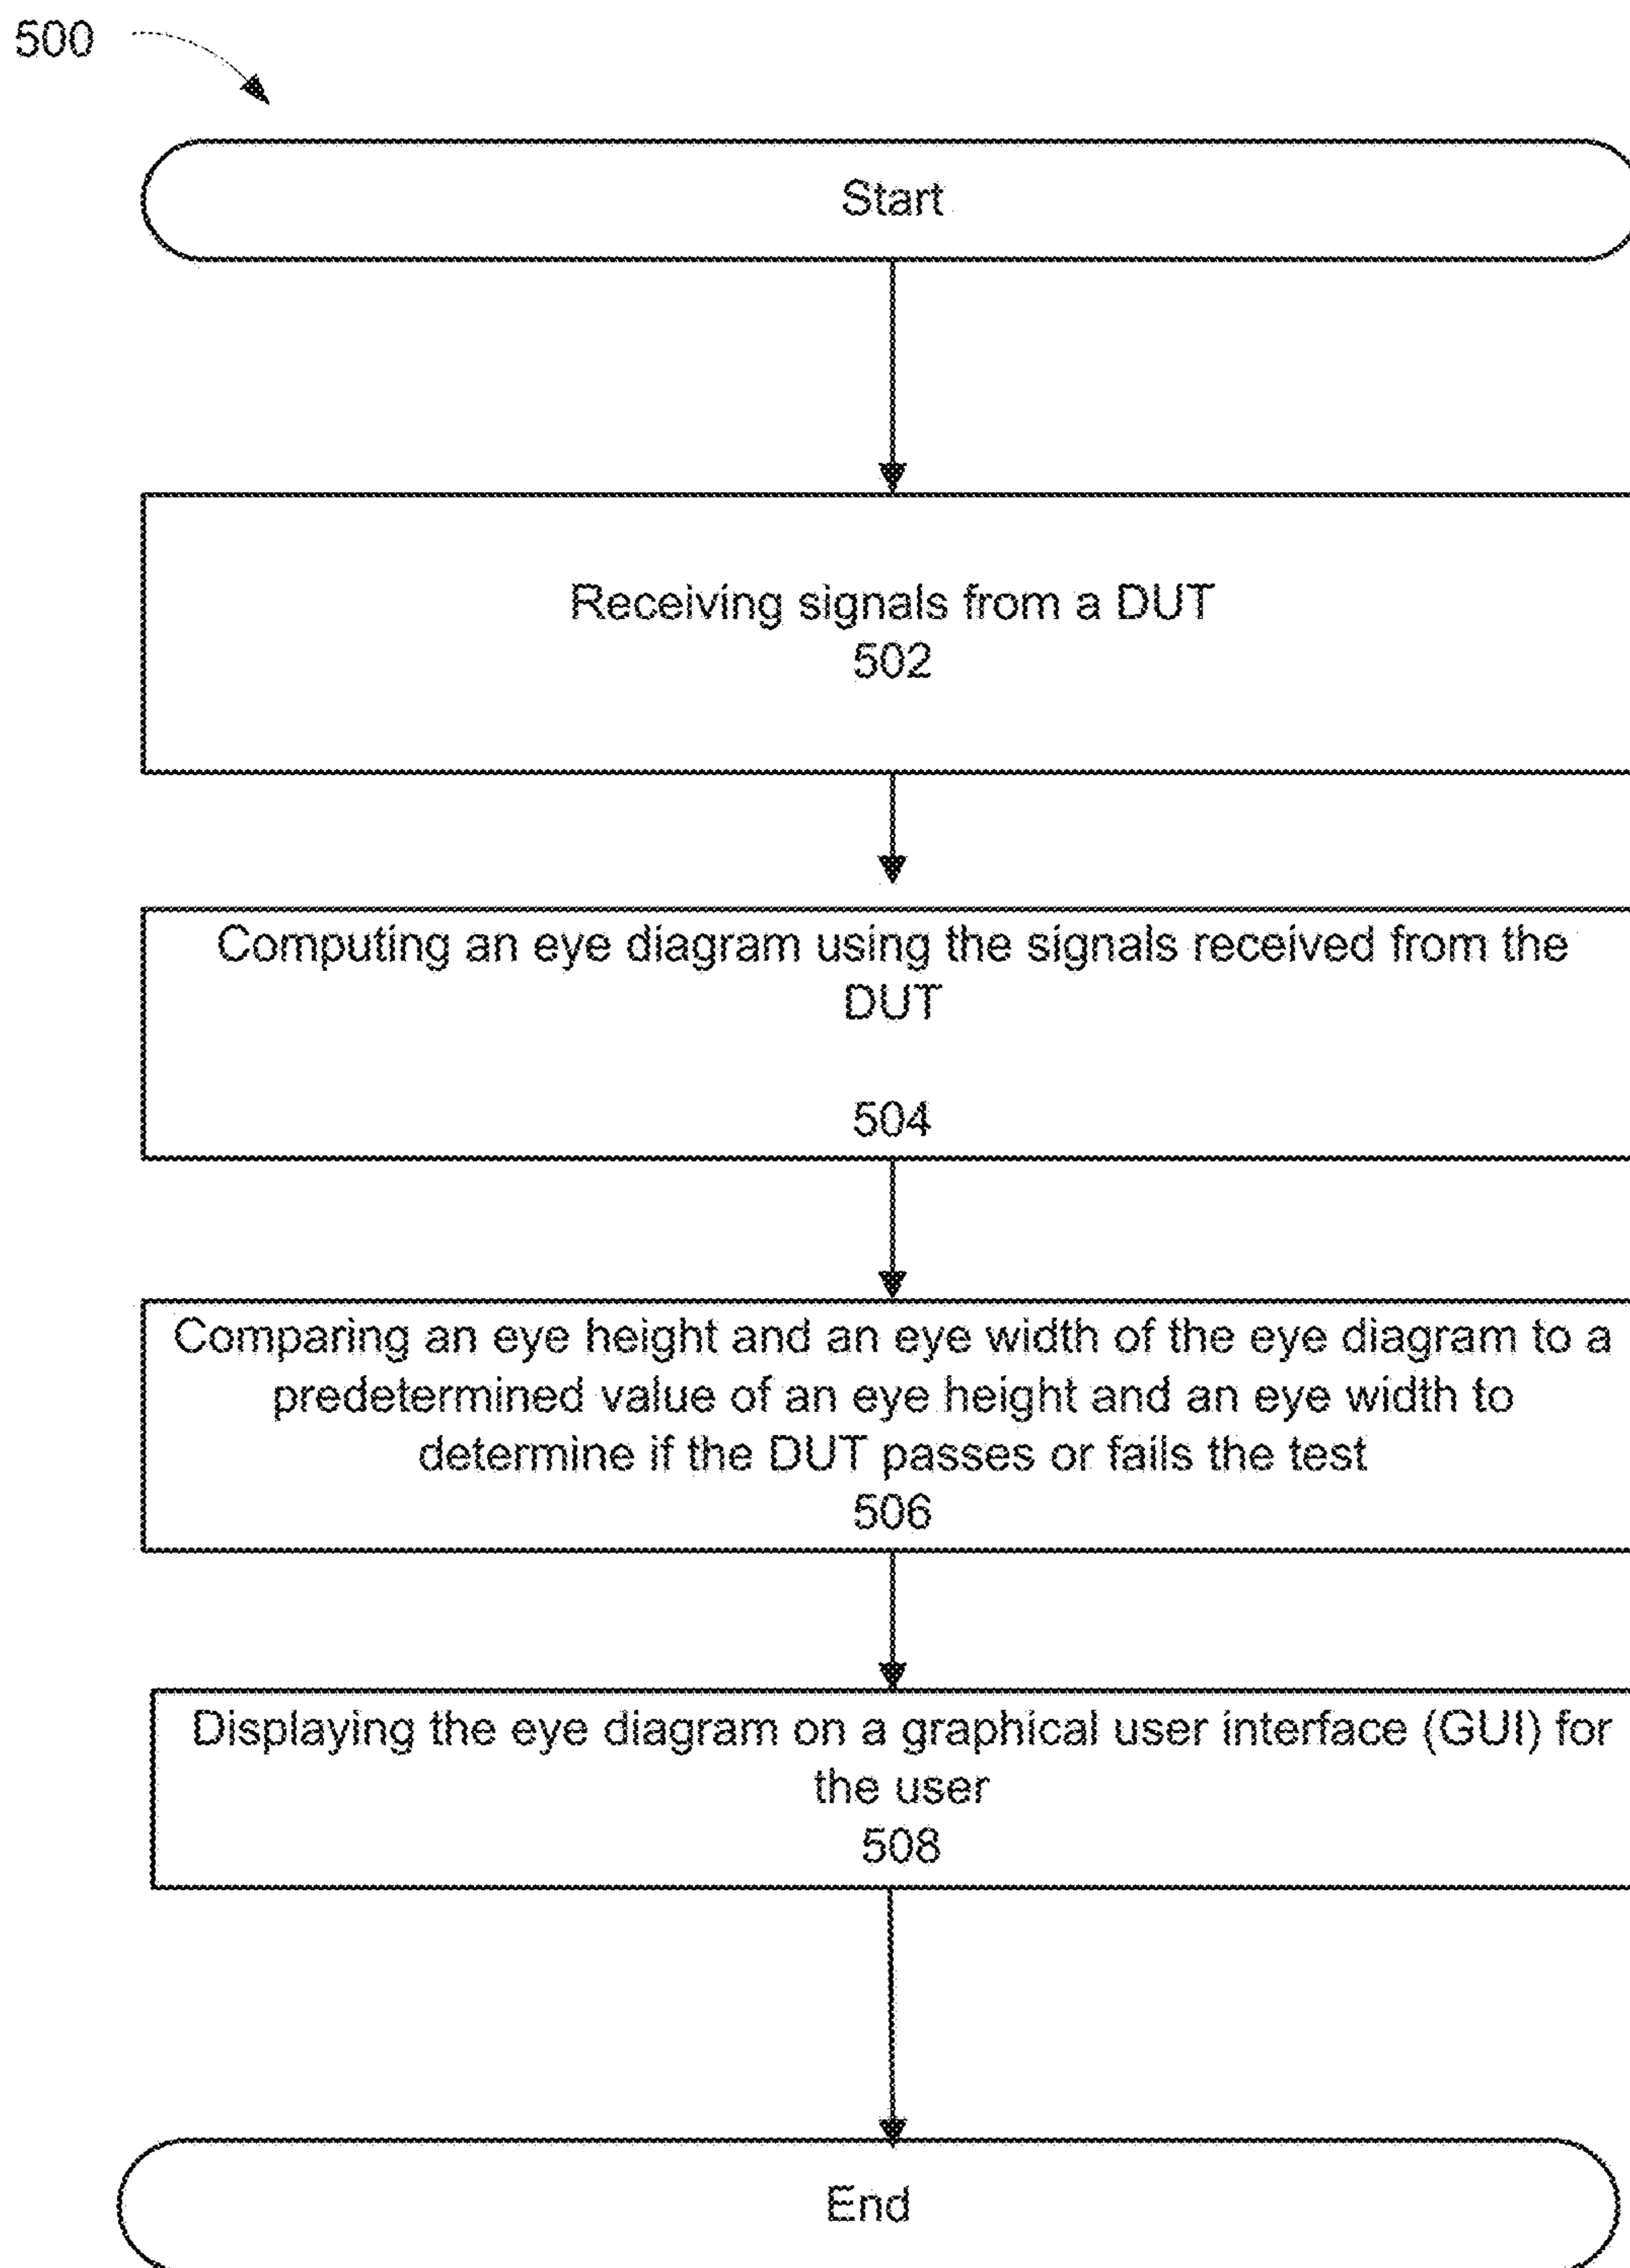 500
Start
Receiving signals from a DUT
502
Computing an eye diagram using the signals received from the
DUT
504
Comparing an eye height and an eye width of the eye diagram to a
predetermined value of an eye height and an eye width to
determine if the DUT passes or fails the test
506
Displaying the eye diagram on a graphical user interface (GUI) for
the user
508
End